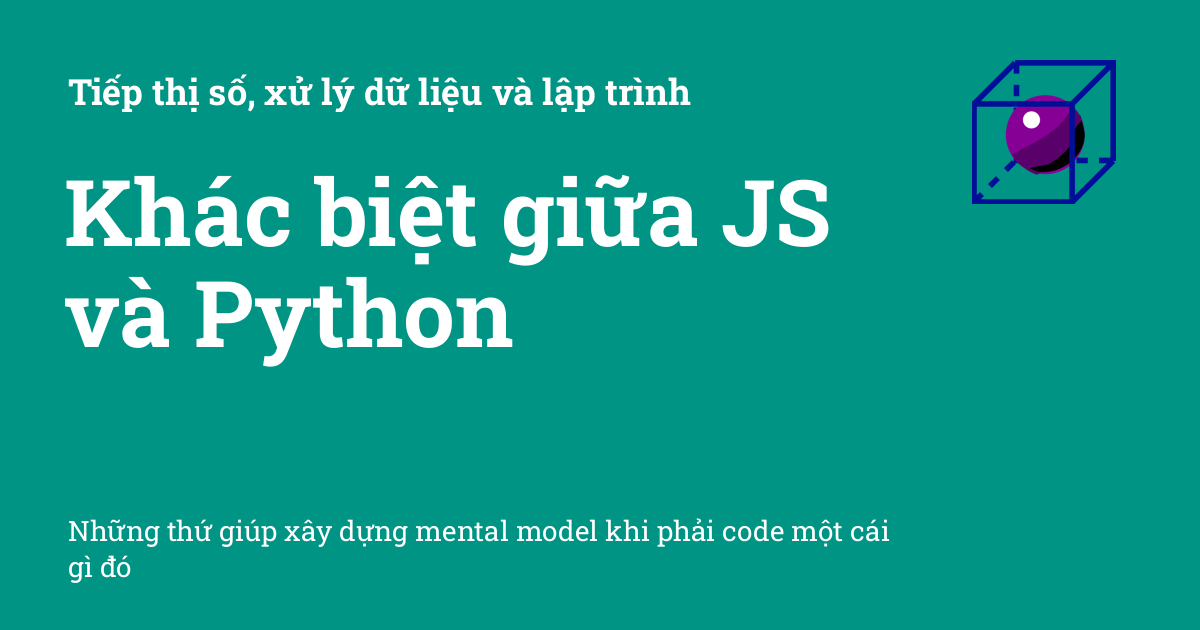 Tiếp thị số, xử lý dữ liệu và lập trình
Khác biệt giữa JS
và Python
Những thứ giúp xây dựng mental model khi phải code một cái
gì đó